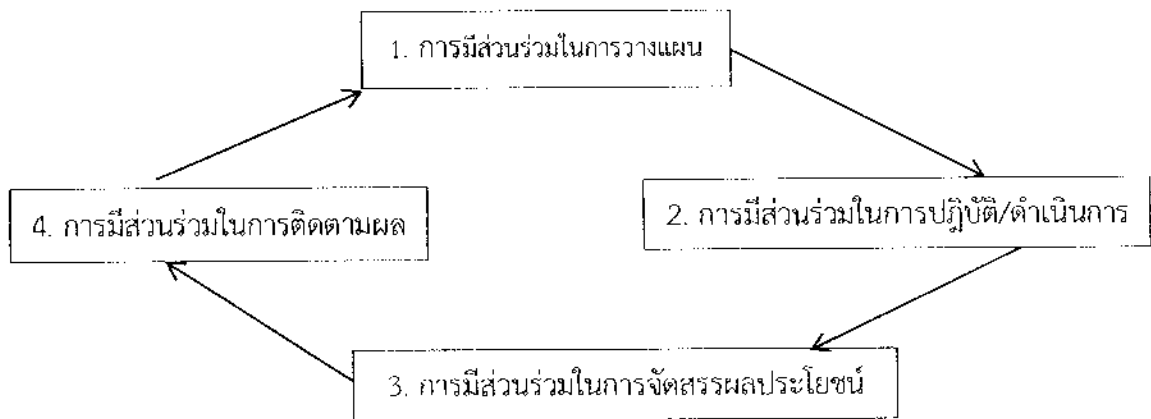 1. การมีส่วนร่วมในการวางแผน
2. การมีส่วนร่วมในการปฎิบัติ/ดำเนินการ
3. การมีส่วนร่วมในการจัดสรรผลประโยชน์
4. การมีส่วนร่วมในการติดตามผล